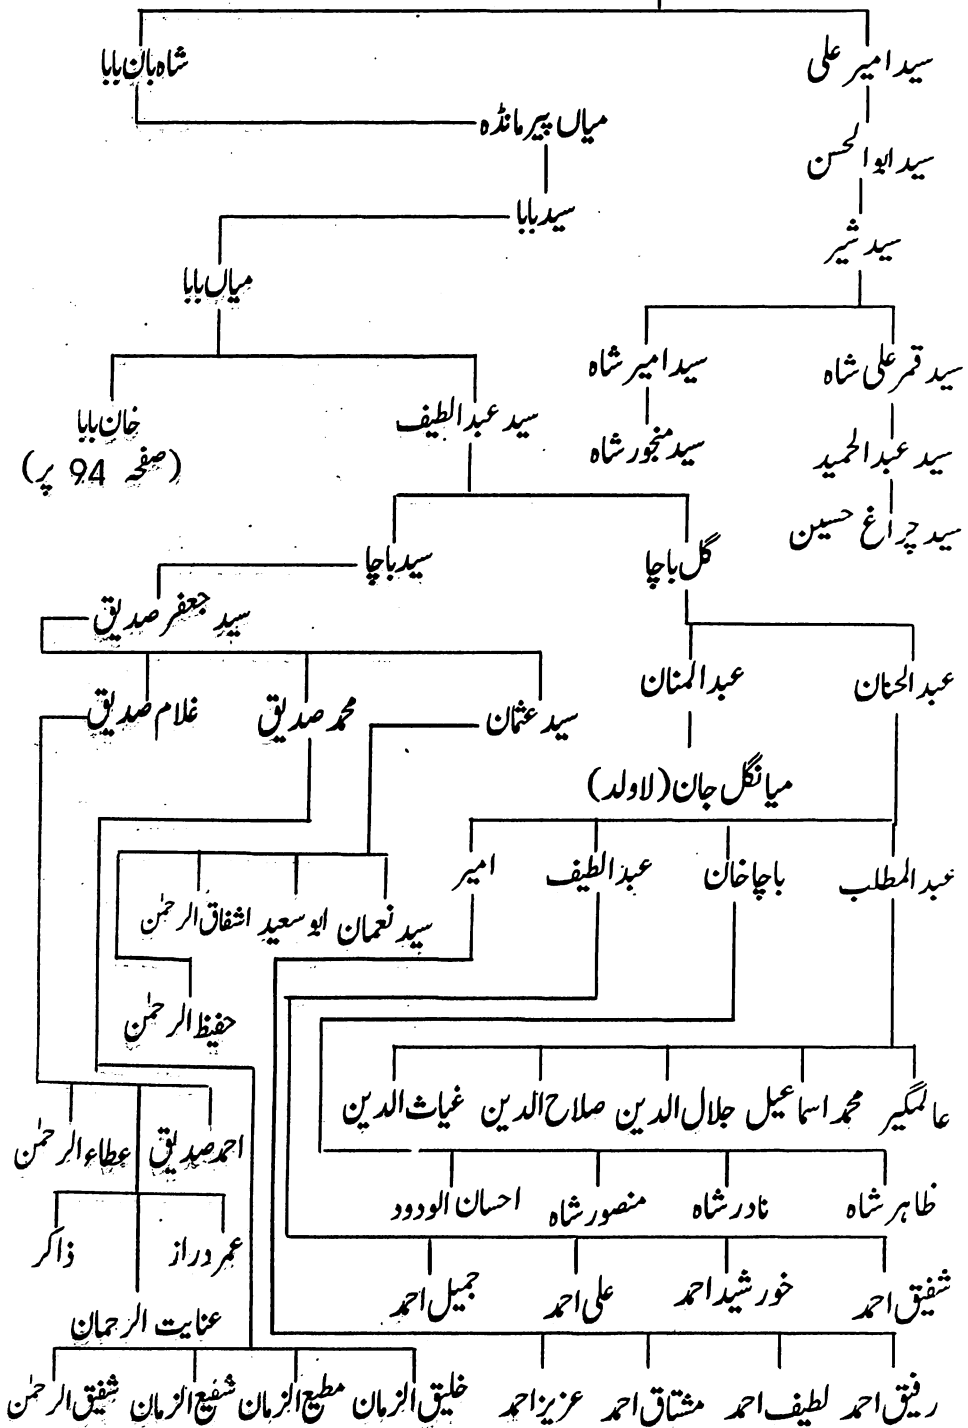 سید امیر علی شاہ بان بابا
میاں پیر مانڈہ
سید ابو الحسن
سید بابا
سید شیر
میاں بابا
سید قمر علی شاہ سید امیر شاہ
سید عبدالطیف خان بابا
سید عبدالحمید سید منجور شاہ
(صفحہ 94 پر)
سید چراغ حسین
گل باچا سید باچا
سید جعفر صدیق
عبدالحنان عبدالمنان
سید عثمان محمد صدیق غلام صدیق
میانگل جان (لاولد)
عبدالمطلب باچا خان عبدالطیف امیر
سید نعمان ابو سعید اشفاق الرحمٰن
حفیظ الرحمٰن
عالمگیر محمد اسماعیل جلال الدین صلاح الدین غیاث الدین
احمد صدیق عطاء الرحمٰن
ظاہر شاہ نادر شاہ منصور شاہ احسان الودود
عمر دراز ذاکر
شفیق احمد خورشید احمد علی احمد جمیل احمد
عنایت الرحمان
رفیق احمد لطیف احمد مشتاق احمد عزیز احمد خلیق الزمان مطیع الزمان شفیع الزمان شفیق الرحمٰن